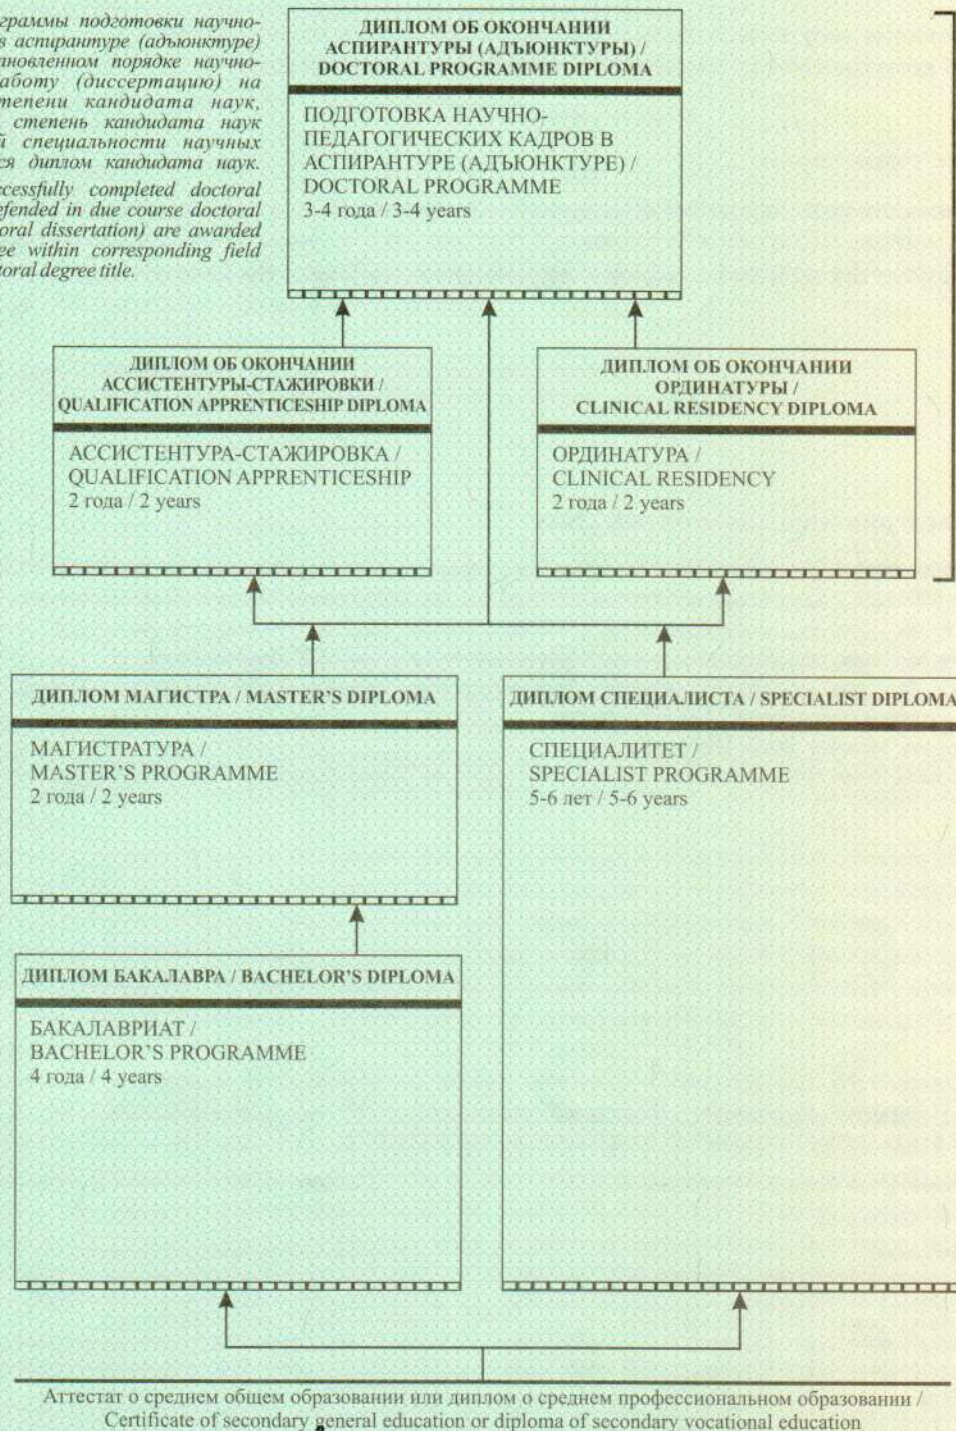 граммы подготовки научно-
в аспирантуре (адъюнктуре)
тановленном порядке научно-
аботу (диссертацию) на
тепени кандидата наук,
степень кандидата наук
й специальности научных
ся диплом кандидата наук.
ccessfully completed doctoral
efended in due course doctoral
oral dissertation) are awarded
ee within corresponding field
ctoral degree title.
ДИПЛОМ ОБ ОКОНЧАНИИ
АСПИРАНТУРЫ (АДЪЮНКТУРЫ) /
DOCTORAL PROGRAMME DIPLOMA
ПОДГОТОВКА НАУЧНО-
ПЕДАГОГИЧЕСКИХ КАДРОВ В
АСПИРАНТУРЕ (АДЪЮНКТУРЕ) /
DOCTORAL PROGRAMME
3-4 года / 3-4 years
ДИПЛОМ ОБ ОКОНЧАНИИ
АССИСТЕНТУРЫ-СТАЖИРОВКИ /
QUALIFICATION APPRENTICESHIP DIPLOMA
АССИСТЕНТУРА-СТАЖИРОВКА /
QUALIFICATION APPRENTICESHIP
2 года / 2 years
ДИПЛОМ ОБ ОКОНЧАНИИ
ОРДИНАТУРЫ /
CLINICAL RESIDENCY DIPLOMA
ОРДИНАТУРА /
CLINICAL RESIDENCY
2 года / 2 years
ДИПЛОМ МАГИСТРА / MASTER'S DIPLOMA
МАГИСТРАТУРА /
MASTER'S PROGRAMME
2 года / 2 years
ДИПЛОМ СПЕЦИАЛИСТА / SPECIALIST DIPLOMA
СПЕЦИАЛИТЕТ /
SPECIALIST PROGRAMME
5-6 лет / 5-6 years
ДИПЛОМ БАКАЛАВРА / BACHELOR'S DIPLOMA
БАКАЛАВРИАТ /
BACHELOR'S PROGRAMME
4 года / 4 years
Аттестат о среднем общем образовании или диплом о среднем профессиональном образовании /
Certificate of secondary general education or diploma of secondary vocational education